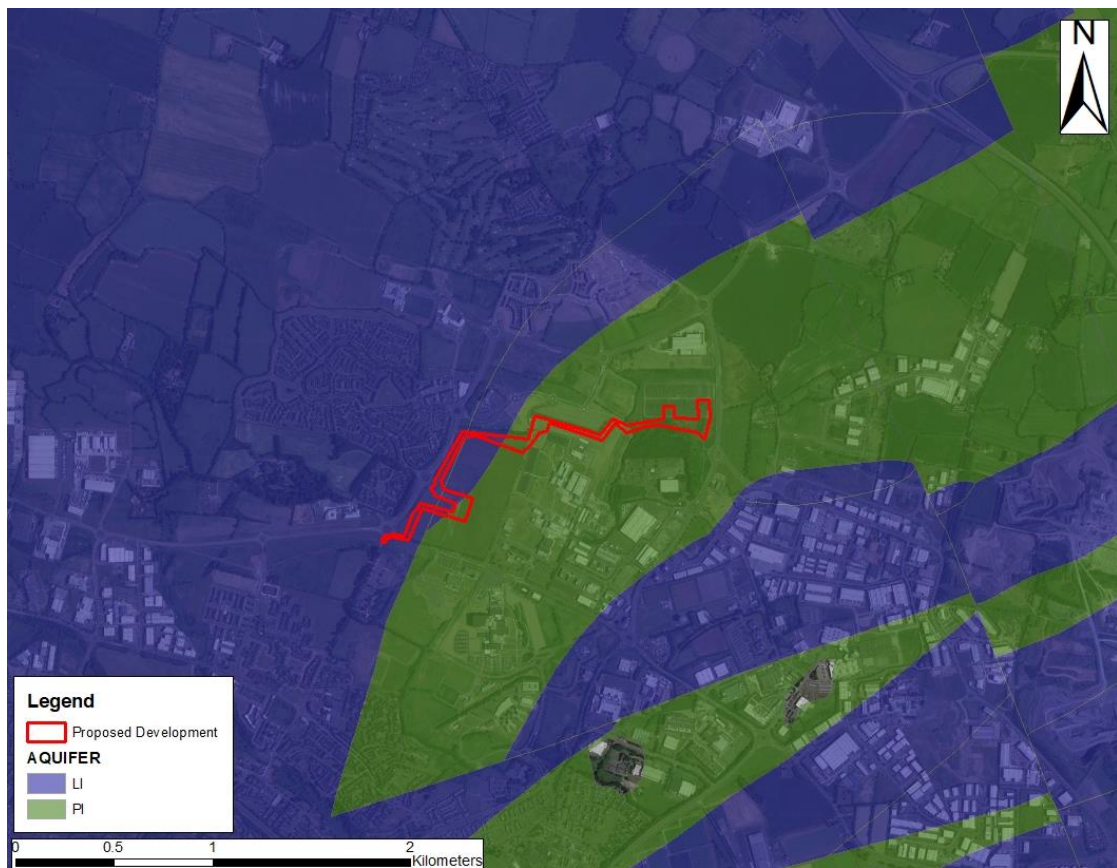 N
Legend
Proposed Development
AQUIFER
LI
PI
0 0.5 1 2
Kilometers